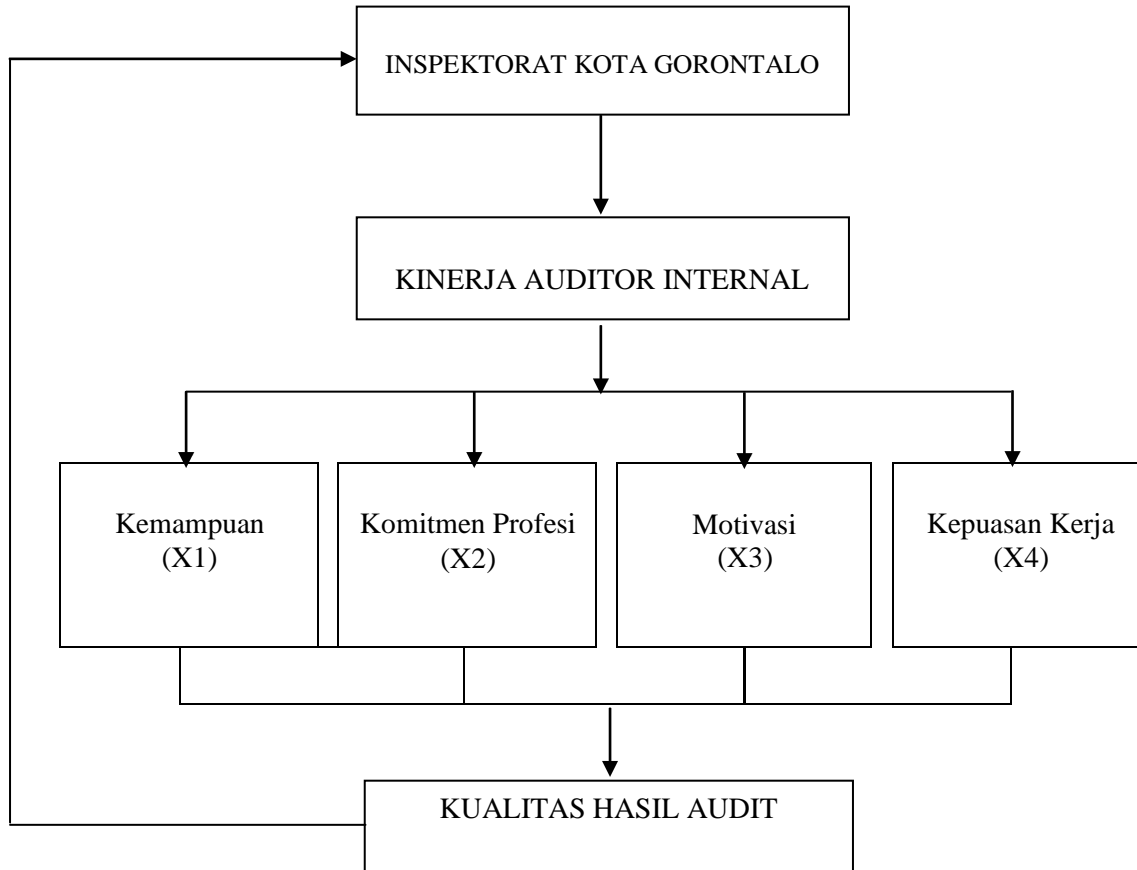 INSPEKTORAT KOTA GORONTALO
KINERJA AUDITOR INTERNAL
Kemampuan
(X1)
Komitmen Profesi
(X2)
Motivasi
(X3)
Kepuasan Kerja
(X4)
KUALITAS HASIL AUDIT